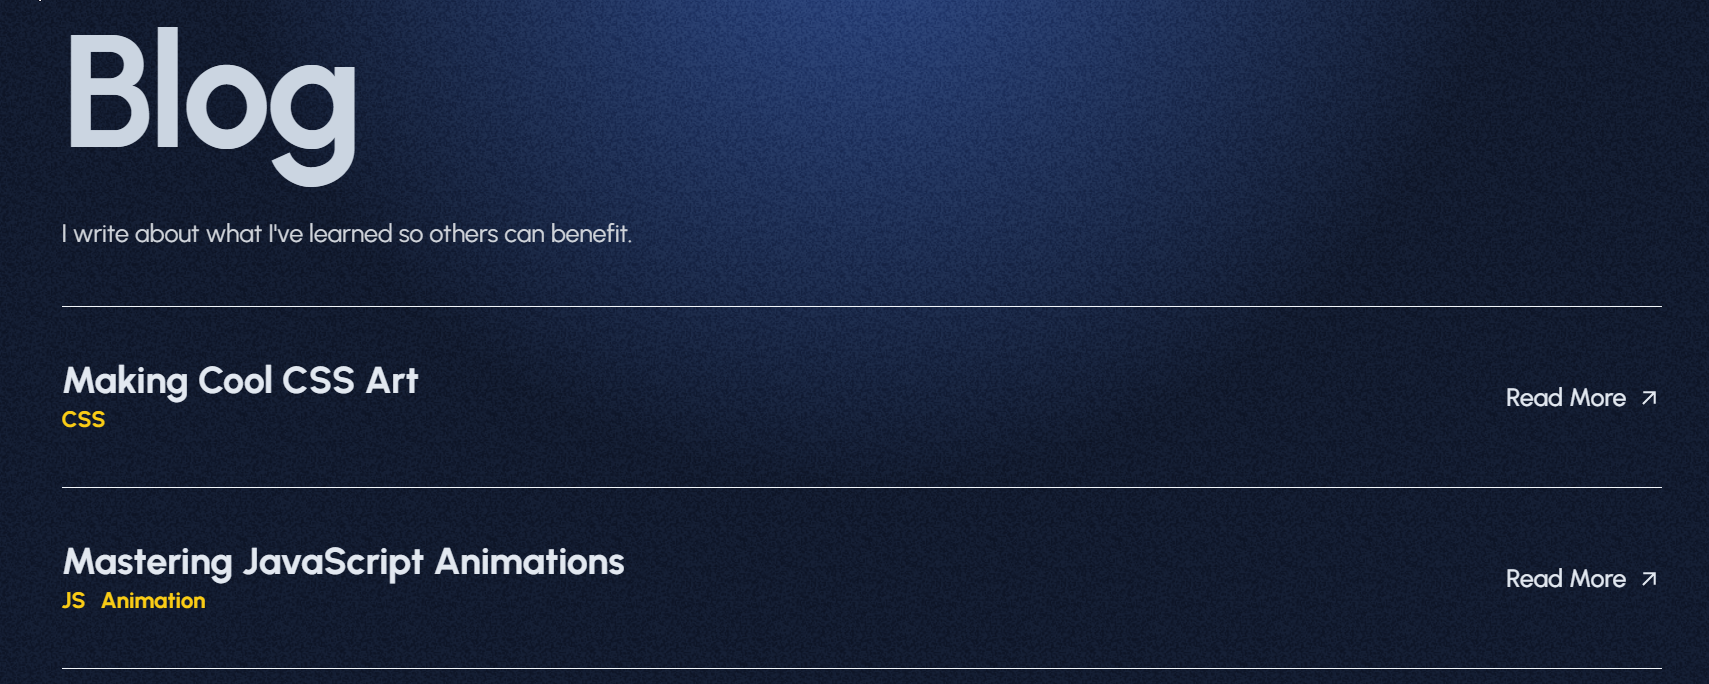 Blog
I write about what I've learned so others can benefit.
Making Cool CSS Art
CSS
Read More
Mastering JavaScript Animations
JS Animation
Read More